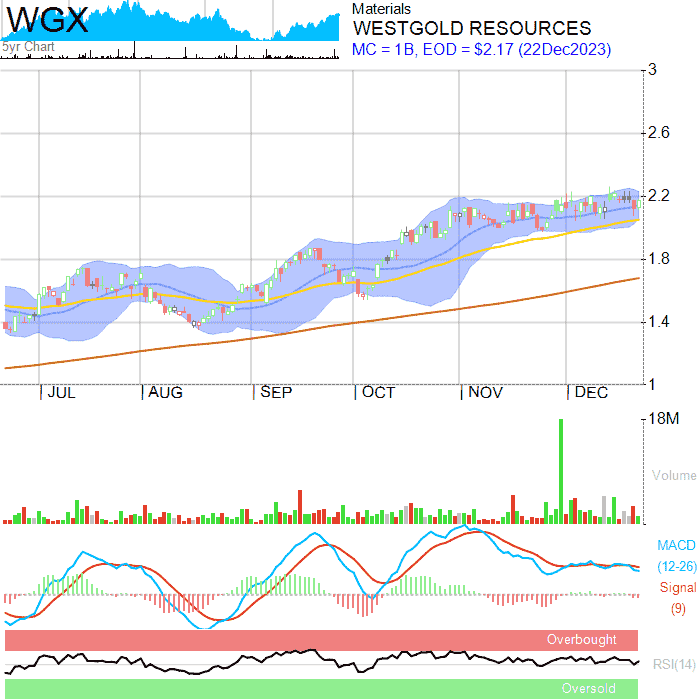 WGX
5yr Chart
Materials
WESTGOLD RESOURCES
MC = 1B, EOD = $2.17 (22Dec2023)
3
2.6
2.2
1.8
1.4
1
JUL AUG SEP OCT NOV DEC
18M
Volume
MACD
(12-26)
Signal
(9)
Overbought
RSI(14)
Oversold